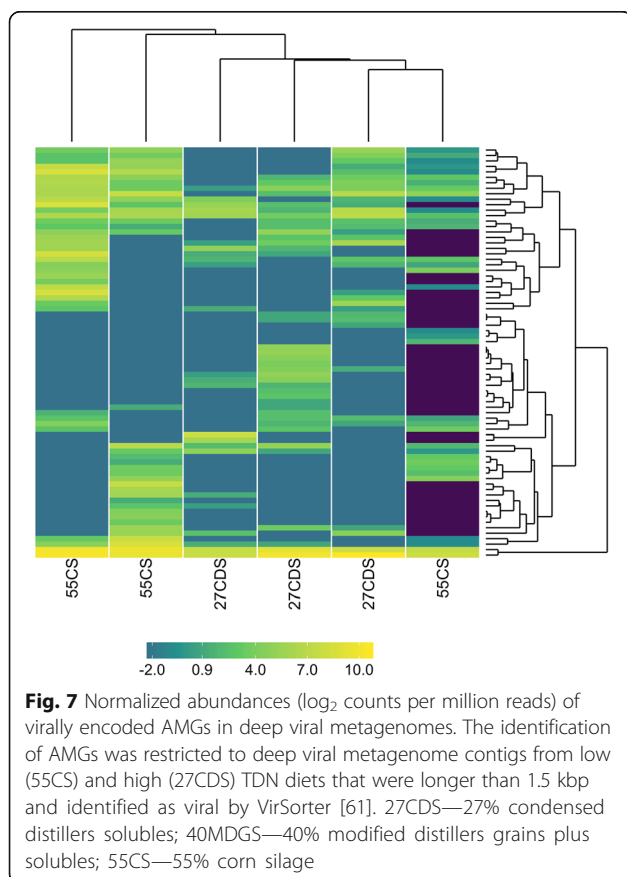 55CS 55CS 27CDS 27CDS 27CDS 55CS
-2.0 0.9 4.0 7.0 10.0
Fig. 7 Normalized abundances (log₂ counts per million reads) of
virally encoded AMGs in deep viral metagenomes. The identification
of AMGs was restricted to deep viral metagenome contigs from low
(55CS) and high (27CDS) TDN diets that were longer than 1.5 kbp
and identified as viral by VirSorter [61]. 27CDS—27% condensed
distillers solubles; 40MDGS—40% modified distillers grains plus
solubles; 55CS—55% corn silage